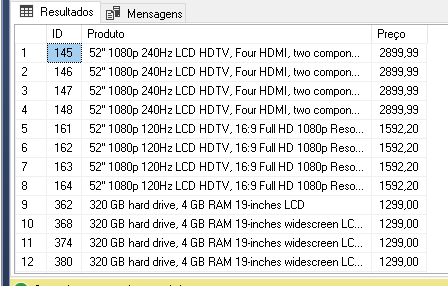 Resultados Mensagens
ID Produto Preço
1 145 52" 1080p 240Hz LCD HDTV, Four HDMI, two compon... 2899,99
2 146 52" 1080p 240Hz LCD HDTV, Four HDMI, two compon... 2899,99
3 147 52" 1080p 240Hz LCD HDTV, Four HDMI, two compon... 2899,99
4 148 52" 1080p 240Hz LCD HDTV, Four HDMI, two compon... 2899,99
5 161 52" 1080p 120Hz LCD HDTV, 16:9 Full HD 1080p Reso... 1592,20
6 162 52" 1080p 120Hz LCD HDTV, 16:9 Full HD 1080p Reso... 1592,20
7 163 52" 1080p 120Hz LCD HDTV, 16:9 Full HD 1080p Reso... 1592,20
8 164 52" 1080p 120Hz LCD HDTV, 16:9 Full HD 1080p Reso... 1592,20
9 362 320 GB hard drive, 4 GB RAM 19-inches LCD 1299,00
10 368 320 GB hard drive, 4 GB RAM 19-inches widescreen LC... 1299,00
11 374 320 GB hard drive, 4 GB RAM 19-inches widescreen LC... 1299,00
12 380 320 GB hard drive, 4 GB RAM 19-inches widescreen LC... 1299,00